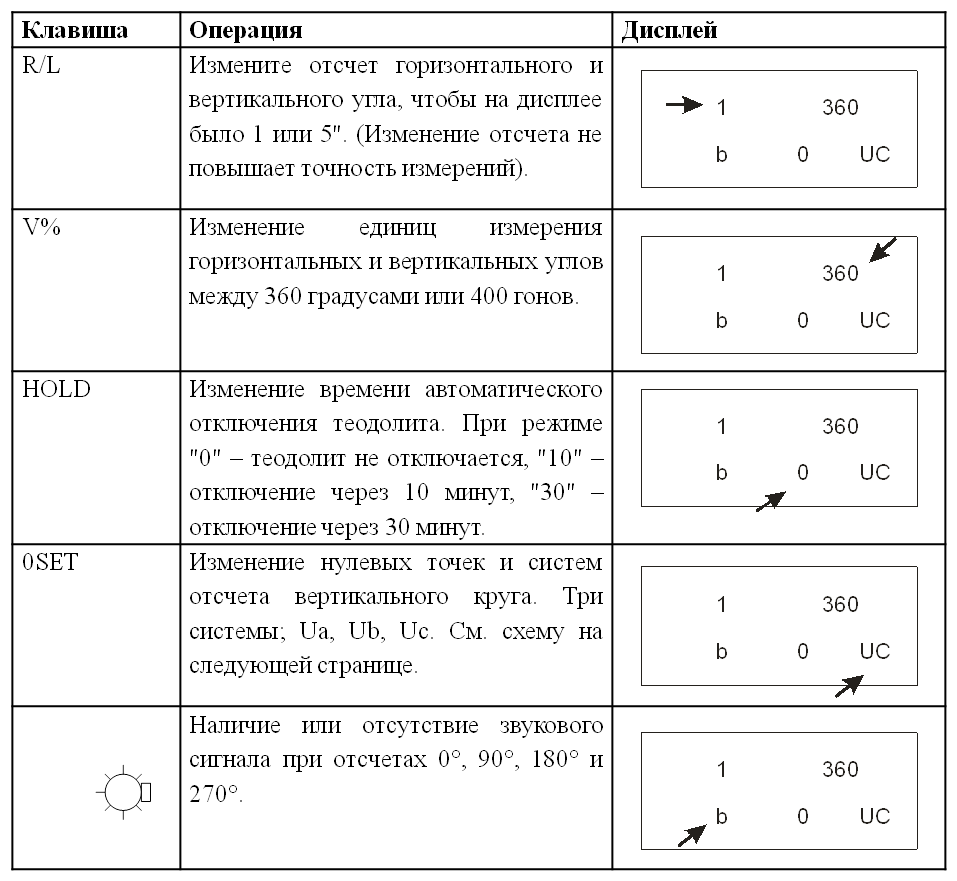 Клавиша Операция Дисплей
R/L
Измените отсчет горизонтального и
вертикального угла, чтобы на дисплее
было 1 или 5". (Изменение отсчета не
повышает точность измерений).
1 360
b 0 UC
V%
Изменение единиц измерения
горизонтальных и вертикальных углов
между 360 градусами или 400 гонов.
1 360
b 0 UC
HOLD
Изменение времени автоматического
отключения теодолита. При режиме
"0" – теодолит не отключается, "10" –
отключение через 10 минут, "30" –
отключение через 30 минут.
1 360
b 0 UC
0SET
Изменение нулевых точек и систем
отсчета вертикального круга. Три
системы; Ua, Ub, Uc. См. схему на
следующей странице.
1 360
b 0 UC
Наличие или отсутствие звукового
сигнала при отсчетах 0°, 90°, 180° и
270°.
1 360
b 0 UC